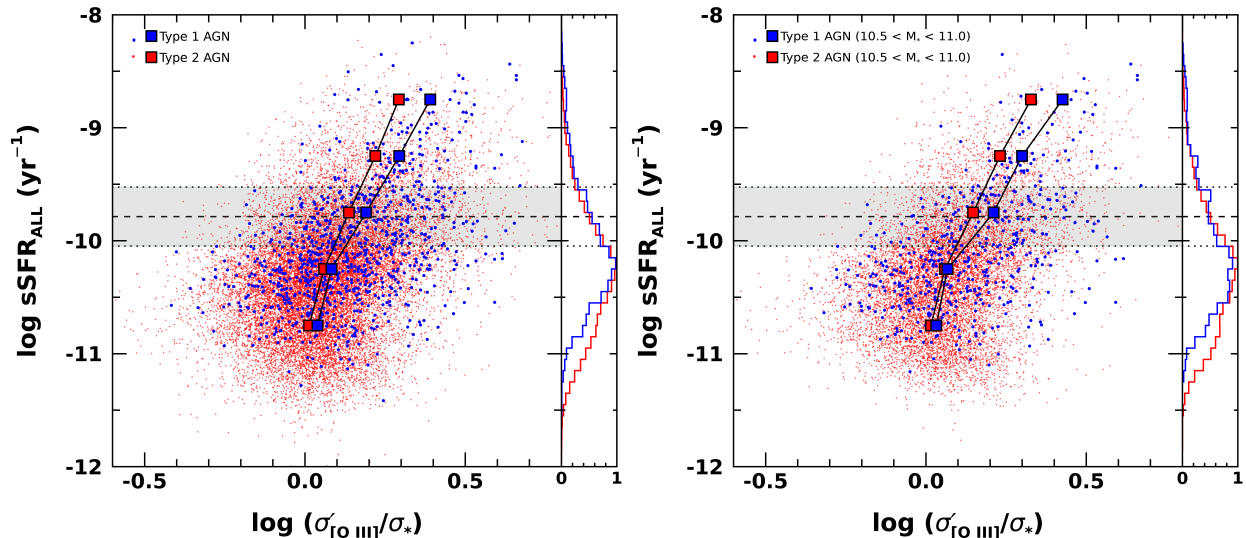 -8
-9
-10
-11
-12
log sSFR_ALL (yr⁻¹)
Type 1 AGN
Type 2 AGN
-0.5
0.0
0.5
0
1
log (σ′_[O III]/σ_*)
-8
-9
-10
-11
-12
log sSFR_ALL (yr⁻¹)
Type 1 AGN (10.5 < M_* < 11.0)
Type 2 AGN (10.5 < M_* < 11.0)
-0.5
0.0
0.5
0
1
log (σ′_[O III]/σ_*)